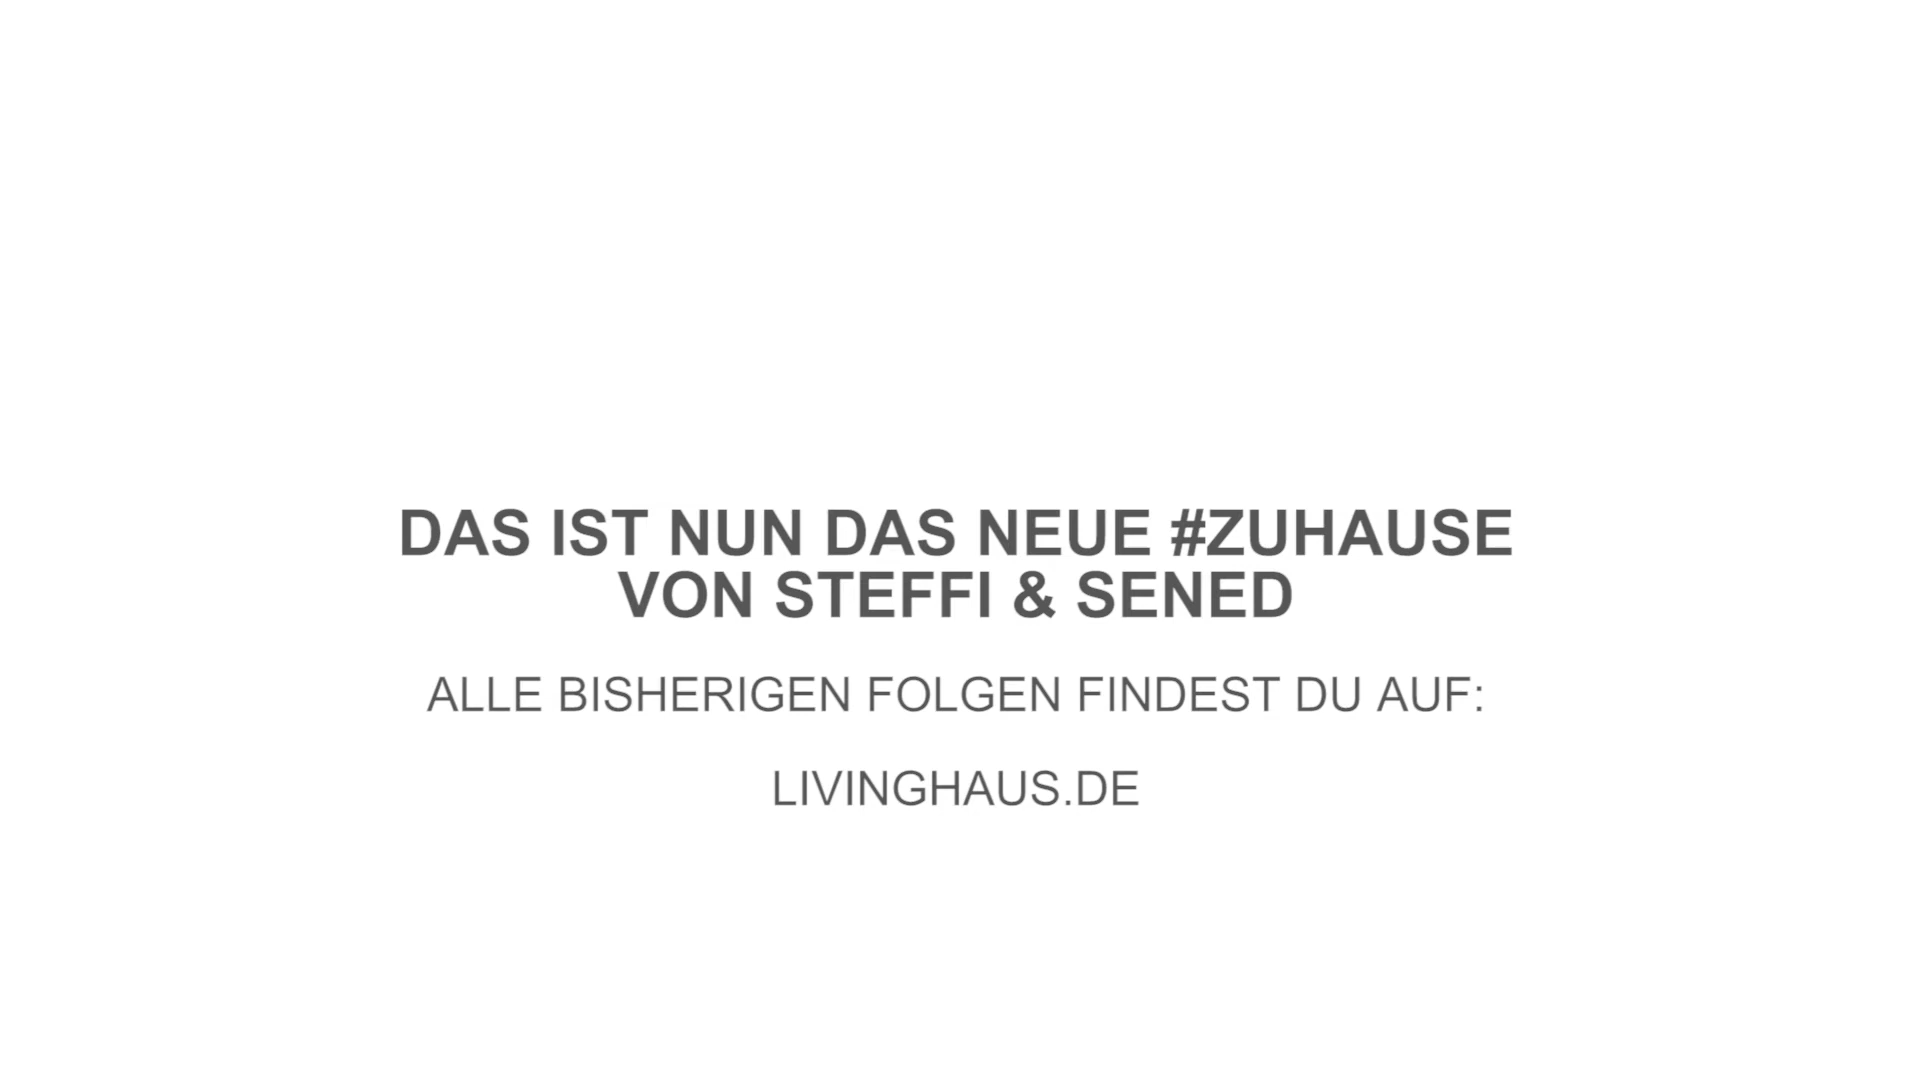 DAS IST NUN DAS NEUE #ZUHAUSE
VON STEFFI & SENED
ALLE BISHERIGEN FOLGEN FINDEST DU AUF:
LIVINGHAUS.DE